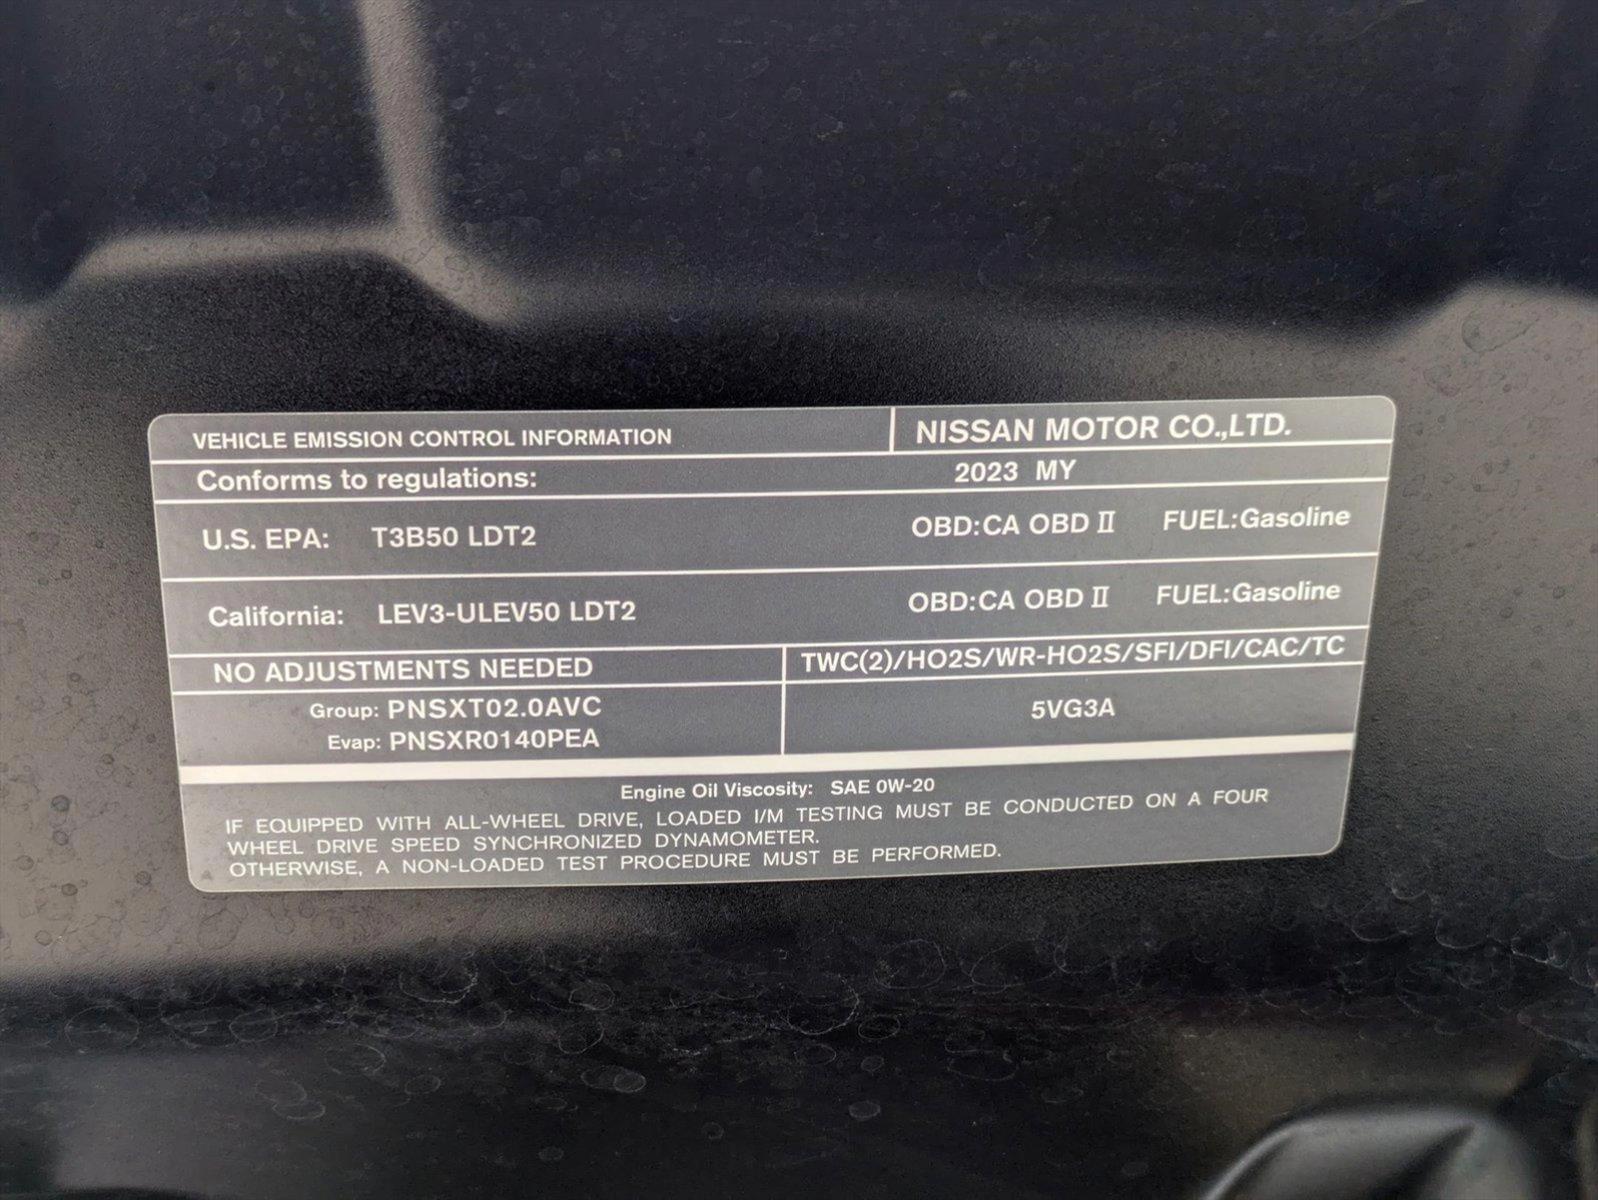 VEHICLE EMISSION CONTROL INFORMATION NISSAN MOTOR CO.,LTD.
Conforms to regulations: 2023 MY
U.S. EPA: T3B50 LDT2 OBD:CA OBD II FUEL:Gasoline
California: LEV3-ULEV50 LDT2 OBD:CA OBD II FUEL:Gasoline
NO ADJUSTMENTS NEEDED TWC(2)/HO2S/WR-HO2S/SFI/DFI/CAC/TC
Group: PNSXT02.0AVC 5VG3A
Evap: PNSXR0140PEA
Engine Oil Viscosity: SAE 0W-20
IF EQUIPPED WITH ALL-WHEEL DRIVE, LOADED I/M TESTING MUST BE CONDUCTED ON A FOUR
WHEEL DRIVE SPEED SYNCHRONIZED DYNAMOMETER.
OTHERWISE, A NON-LOADED TEST PROCEDURE MUST BE PERFORMED.